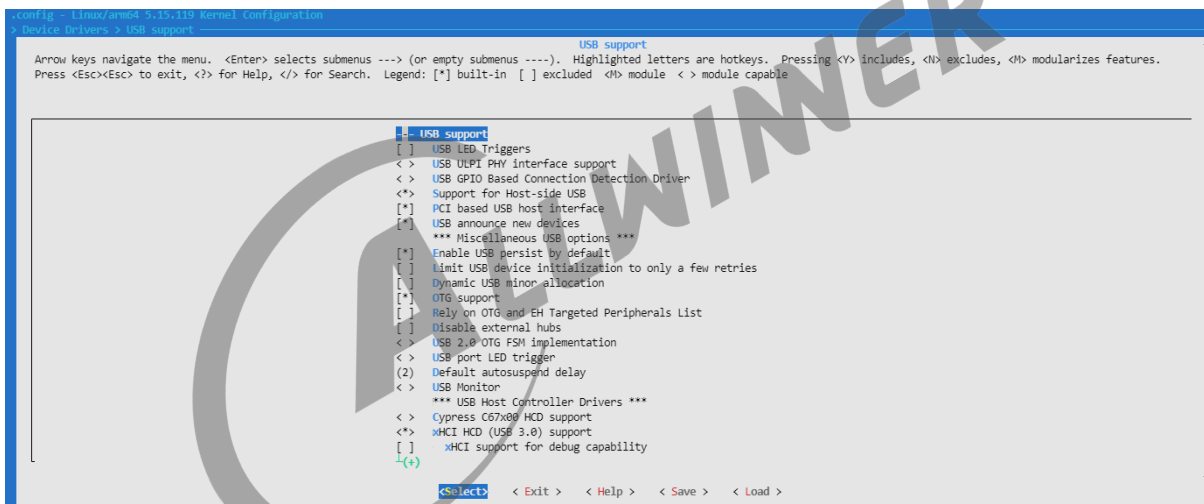 .config - Linux/arm64 5.15.119 Kernel Configuration
> Device Drivers > USB support
USB support
Arrow keys navigate the menu. <Enter> selects submenus ---> (or empty submenus ----). Highlighted letters are hotkeys. Pressing <Y> includes, <N> excludes, <M> modularizes features.
Press <Esc><Esc> to exit, <?> for Help, </> for Search. Legend: [*] built-in [ ] excluded <M> module < > module capable
--- USB support
[ ] USB LED Triggers
< > USB ULPI PHY interface support
< > USB GPIO Based Connection Detection Driver
<*> Support for Host-side USB
[*] PCI based USB host interface
[*] USB announce new devices
*** Miscellaneous USB options ***
[*] Enable USB persist by default
[ ] Limit USB device initialization to only a few retries
[ ] Dynamic USB minor allocation
[*] OTG support
[ ] Rely on OTG and EH Targeted Peripherals List
[ ] Disable external hubs
< > USB 2.0 OTG FSM implementation
< > USB port LED trigger
(2) Default autosuspend delay
< > USB Monitor
*** USB Host Controller Drivers ***
< > Cypress C67x00 HCD support
<*> xHCI HCD (USB 3.0) support
[ ] xHCI support for debug capability
(+)
<Select> < Exit > < Help > < Save > < Load >
ALLWINNER